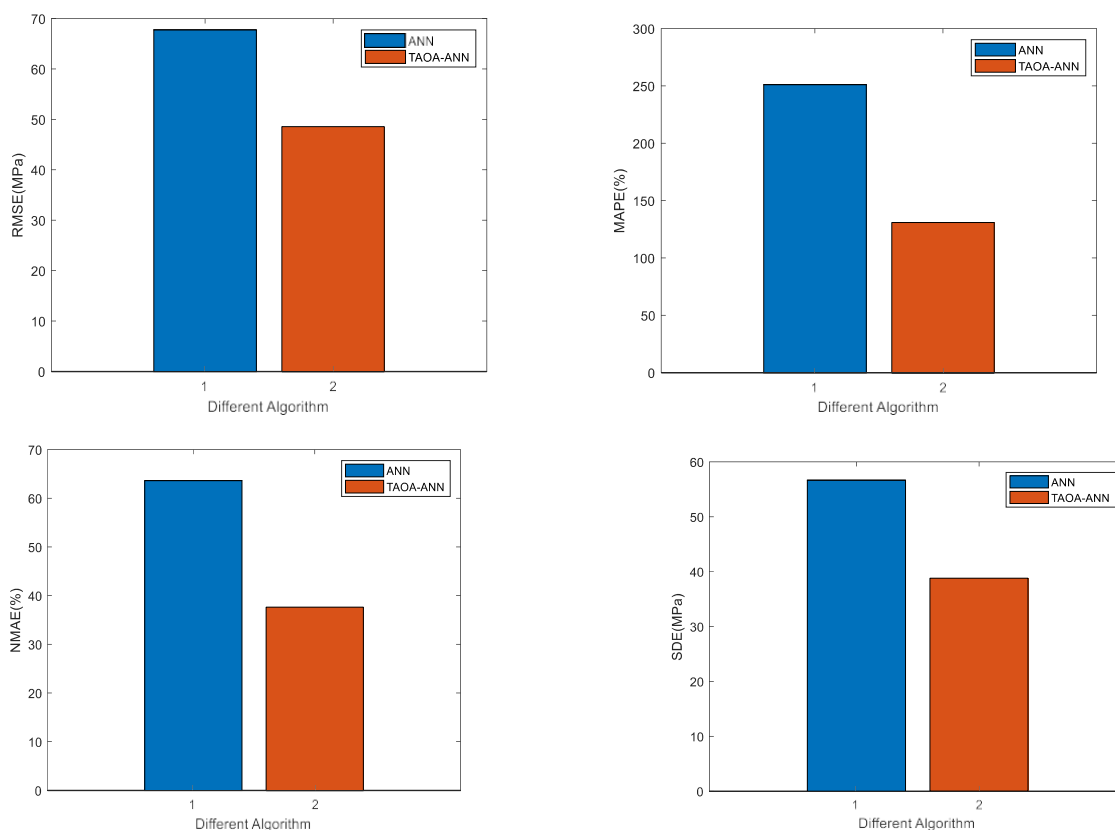 70
60
50
40
30
20
10
0
RMSE(MPa)
ANN
TAOA-ANN
1 2
Different Algorithm
300
250
200
150
100
50
0
MAPE(%)
ANN
TAOA-ANN
1 2
Different Algorithm
70
60
50
40
30
20
10
0
NMAE(%)
ANN
TAOA-ANN
1 2
Different Algorithm
60
50
40
30
20
10
0
SDE(MPa)
ANN
TAOA-ANN
1 2
Different Algorithm